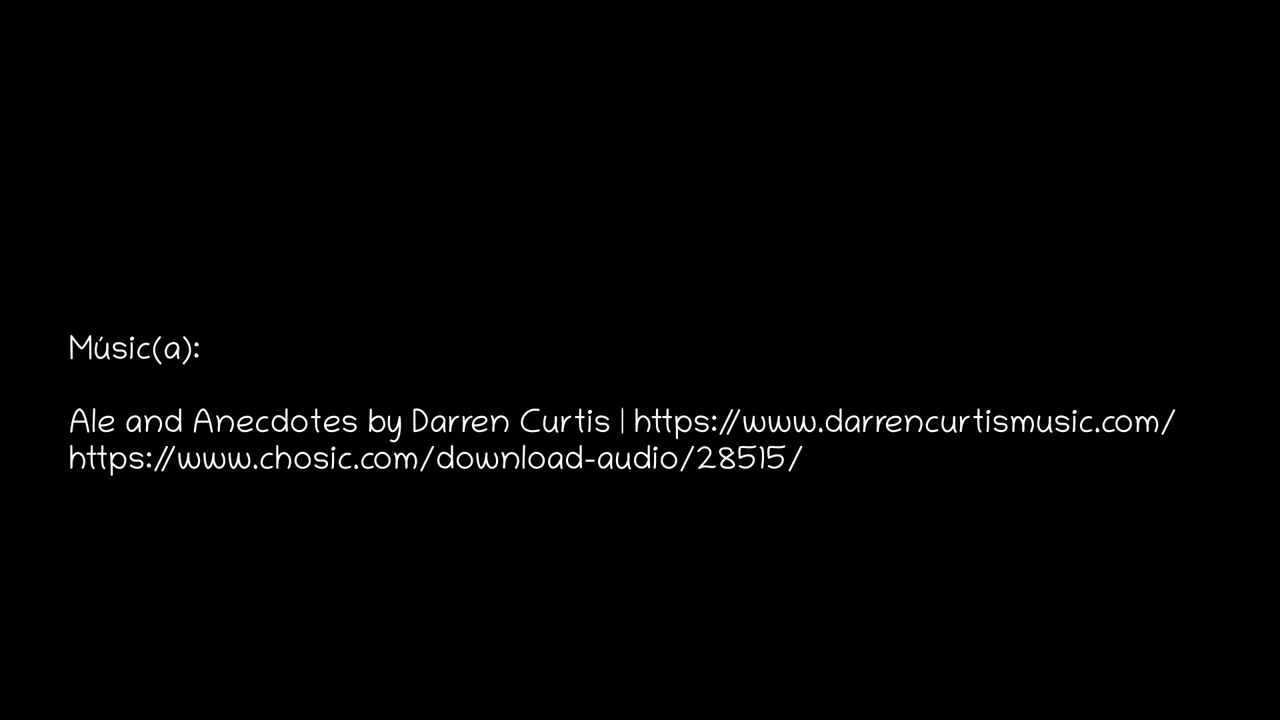 Músic(a):
Ale and Anecdotes by Darren Curtis | https://www.darrencurtismusic.com/
https://www.chosic.com/download-audio/28515/